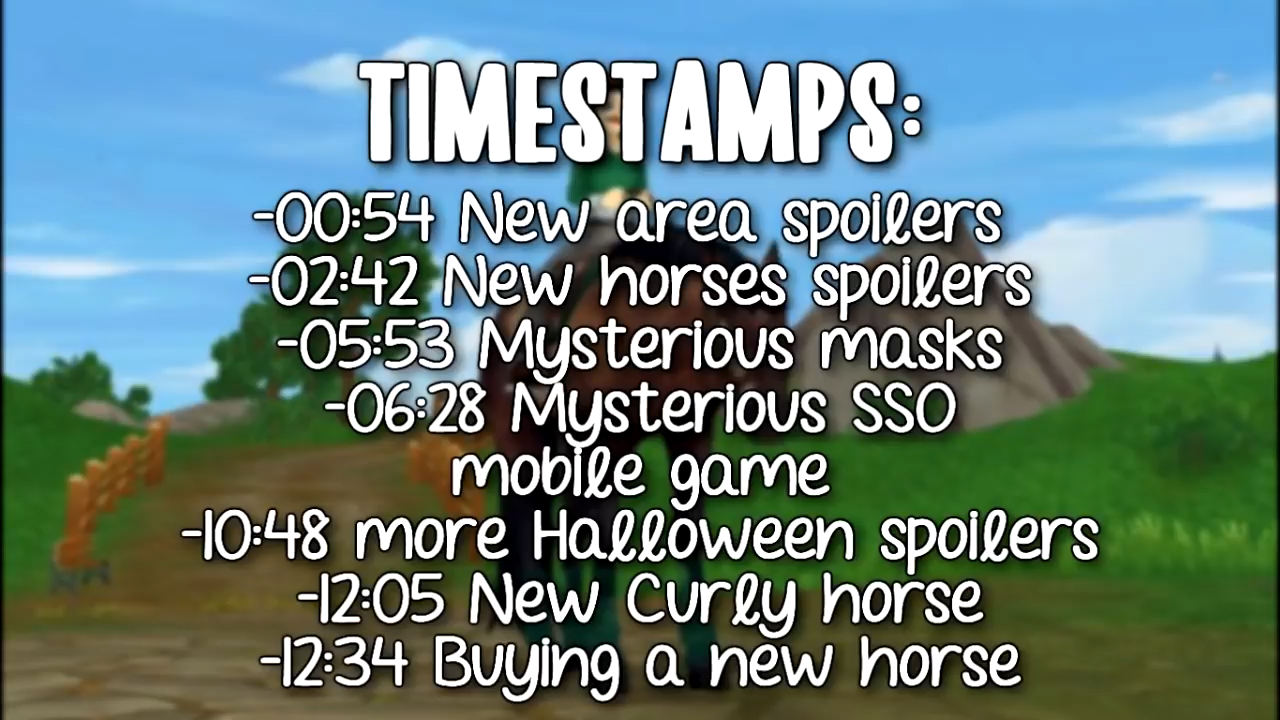 TIMESTAMPS:
-00:54 New area spoilers
-02:42 New horses spoilers
-05:53 Mysterious masks
-06:28 Mysterious SSO
mobile game
-10:48 more Halloween spoilers
-12:05 New Curly horse
-12:34 Buying a new horse